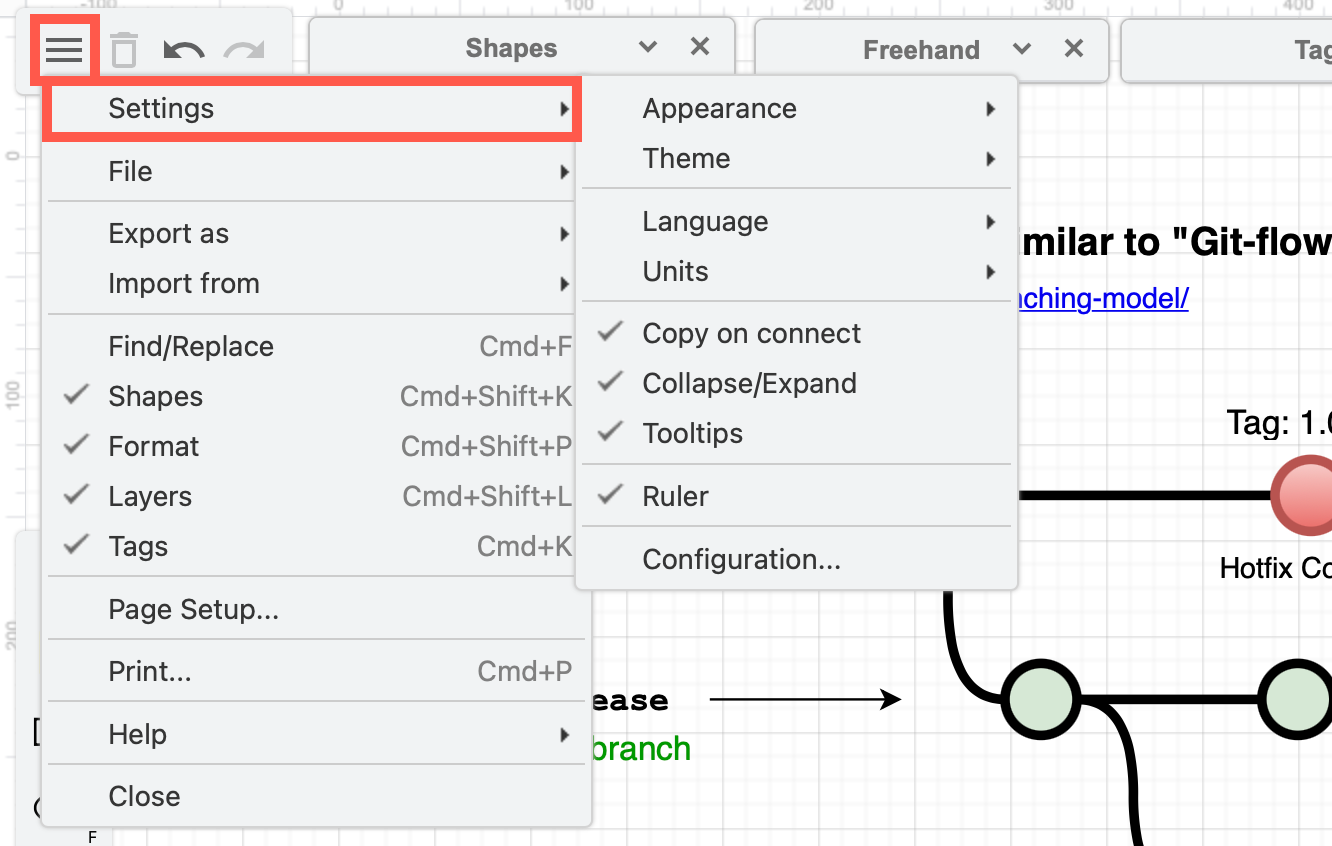 -100 0 100 200 300 400
Shapes
Freehand
Settings
File
Export as
Import from
Find/Replace Cmd+F
Shapes Cmd+Shift+K
Format Cmd+Shift+P
Layers Cmd+Shift+L
Tags Cmd+K
Page Setup...
Print... Cmd+P
Help
Close
Appearance
Theme
Language
Units
Copy on connect
Collapse/Expand
Tooltips
Ruler
Configuration...
0
100
200
imilar to "Git-flow
ching-model/
Tag: 1.
Hotfix Co
ease
branch
F